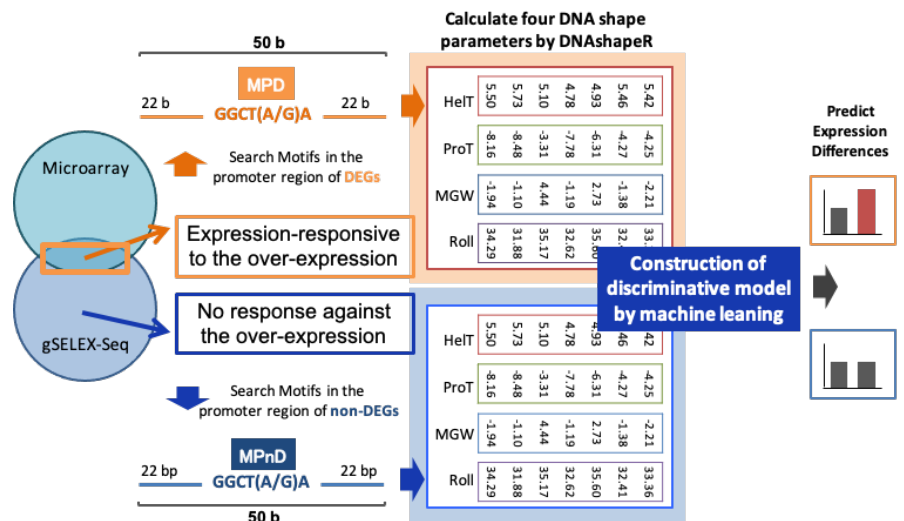 Calculate four DNA shape
parameters by DNAshapeR
50 b
MPD
22 b
22 b
GGCT(A/G)A
Search Motifs in the
promoter region of DEGs
Microarray
Expression-responsive
to the over-expression
No response against
the over-expression
gSELEX-Seq
Search Motifs in the
promoter region of non-DEGs
MPnD
22 bp
22 bp
GGCT(A/G)A
50 b
HelT
5.50
5.73
5.10
4.78
4.93
5.46
5.42
ProT
-8.16
-8.48
-3.31
-7.78
-6.31
-4.27
-4.25
MGW
-1.94
-1.10
4.44
-1.19
2.73
-1.38
-2.21
Roll
34.29
31.88
35.17
32.62
Construction of
discriminative model
by machine leaning
HelT
5.50
5.73
5.10
4.78
4.93
46
42
ProT
-8.16
-8.48
-3.31
-7.78
-6.31
-4.27
-4.25
MGW
-1.94
-1.10
4.44
-1.19
2.73
-1.38
-2.21
Roll
34.29
31.88
35.17
32.62
35.60
32.41
33.36
Predict
Expression
Differences